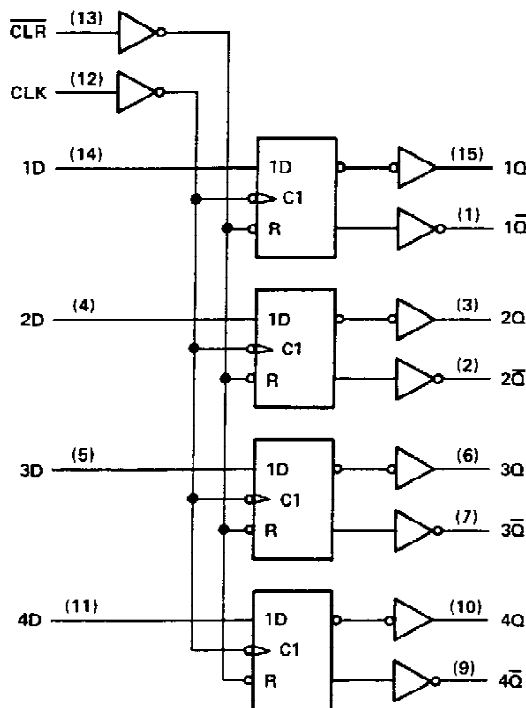 C̅L̅R̅ (13)
CLK (12)
1D (14) 1D (15) 1Q
C1
R (1) 1Q̅
2D (4) 1D (3) 2Q
C1
R (2) 2Q̅
3D (5) 1D (6) 3Q
C1
R (7) 3Q̅
4D (11) 1D (10) 4Q
C1
R (9) 4Q̅